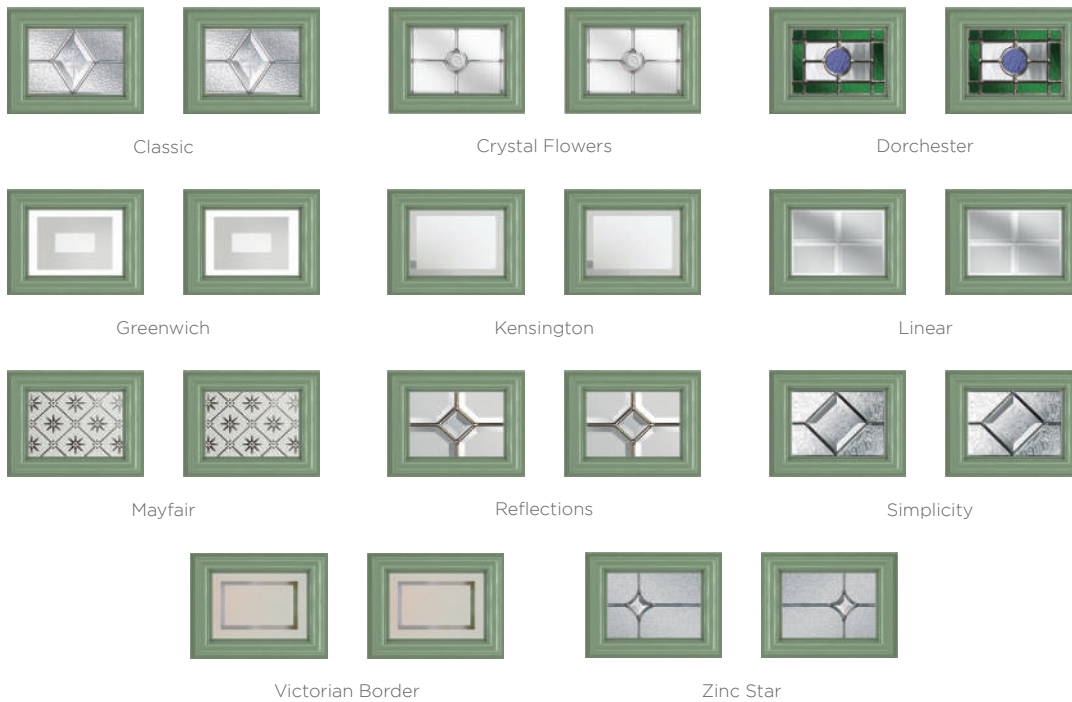 Classic
Crystal Flowers
Dorchester
Greenwich
Kensington
Linear
Mayfair
Reflections
Simplicity
Victorian Border
Zinc Star